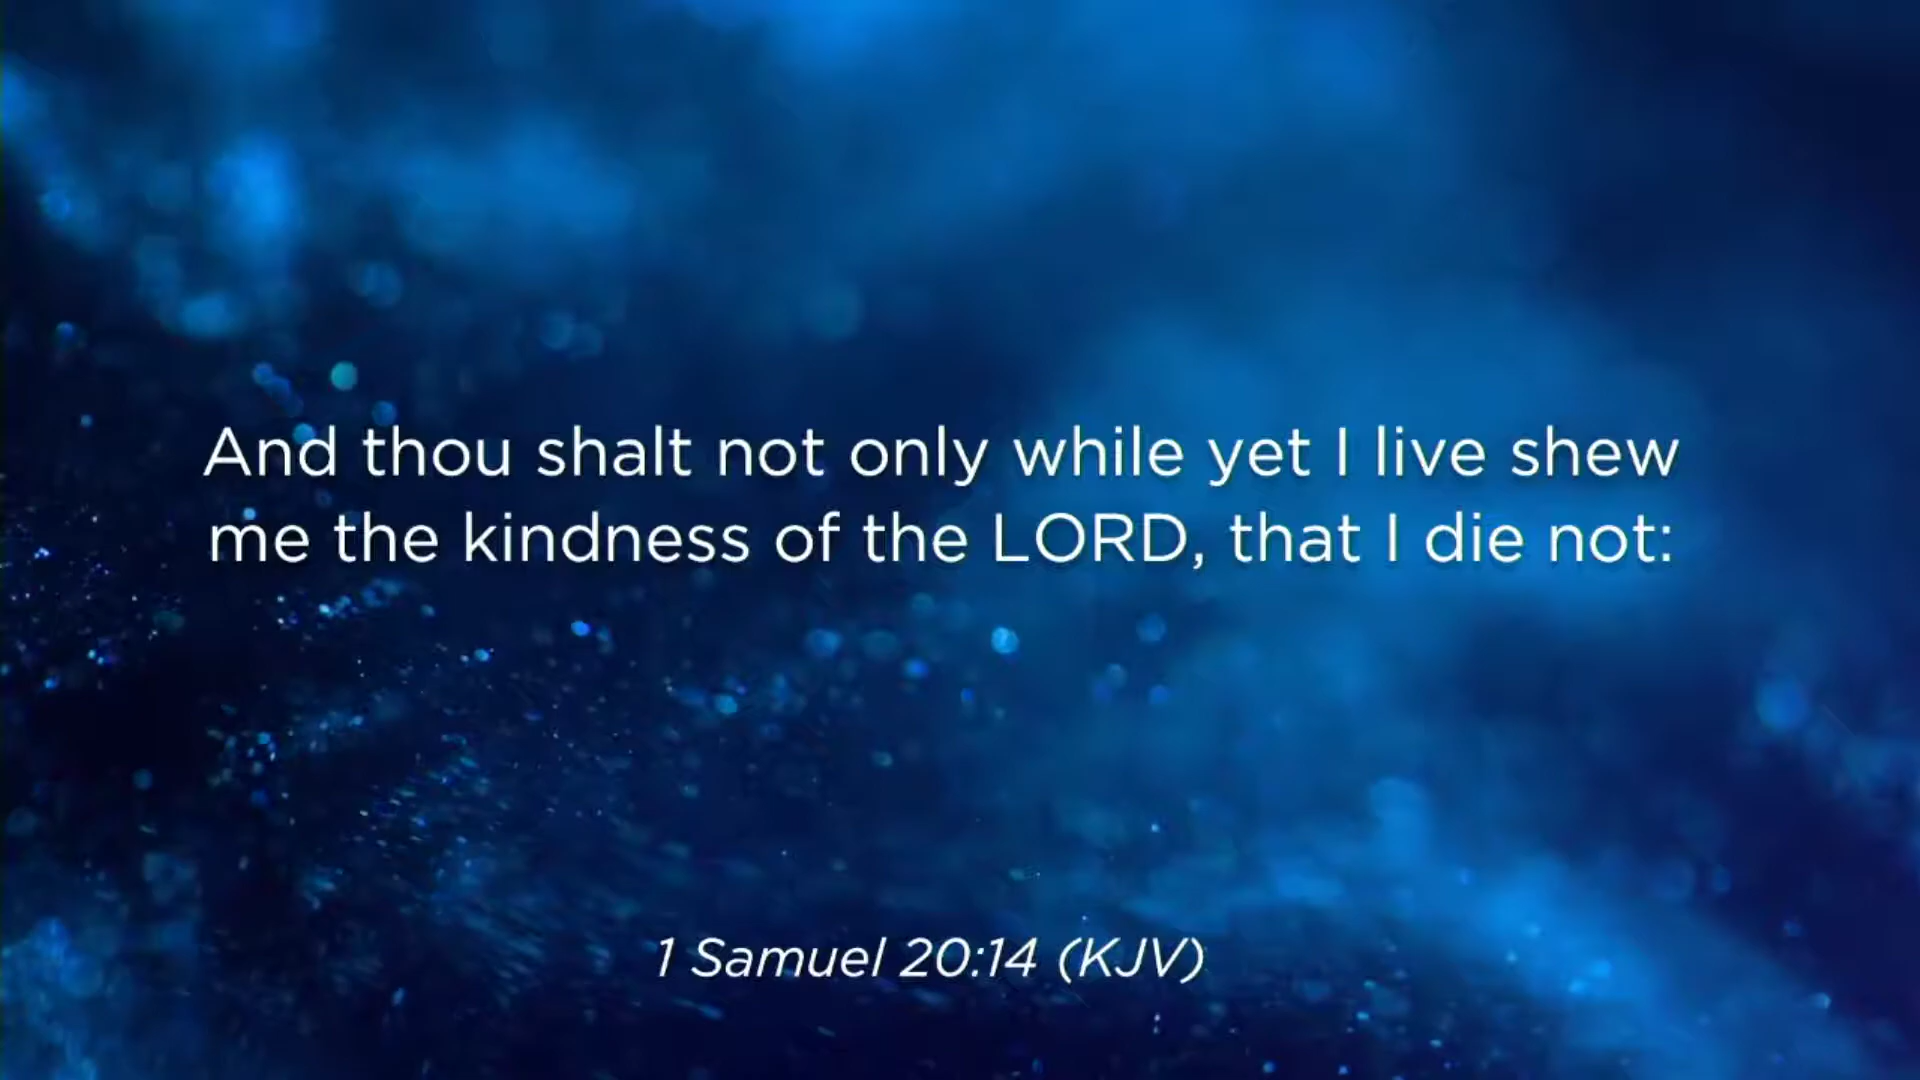 And thou shalt not only while yet I live shew
me the kindness of the LORD, that I die not:
1 Samuel 20:14 (KJV)